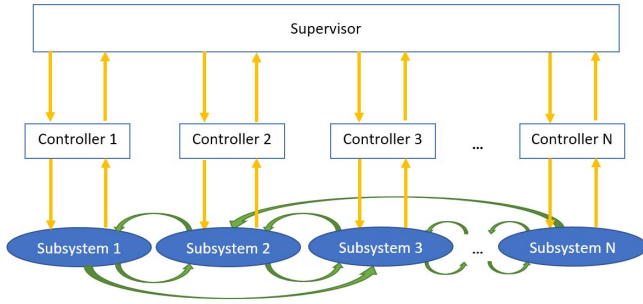 Supervisor
Controller 1
Controller 2
Controller 3
...
Controller N
Subsystem 1
Subsystem 2
Subsystem 3
...
Subsystem N